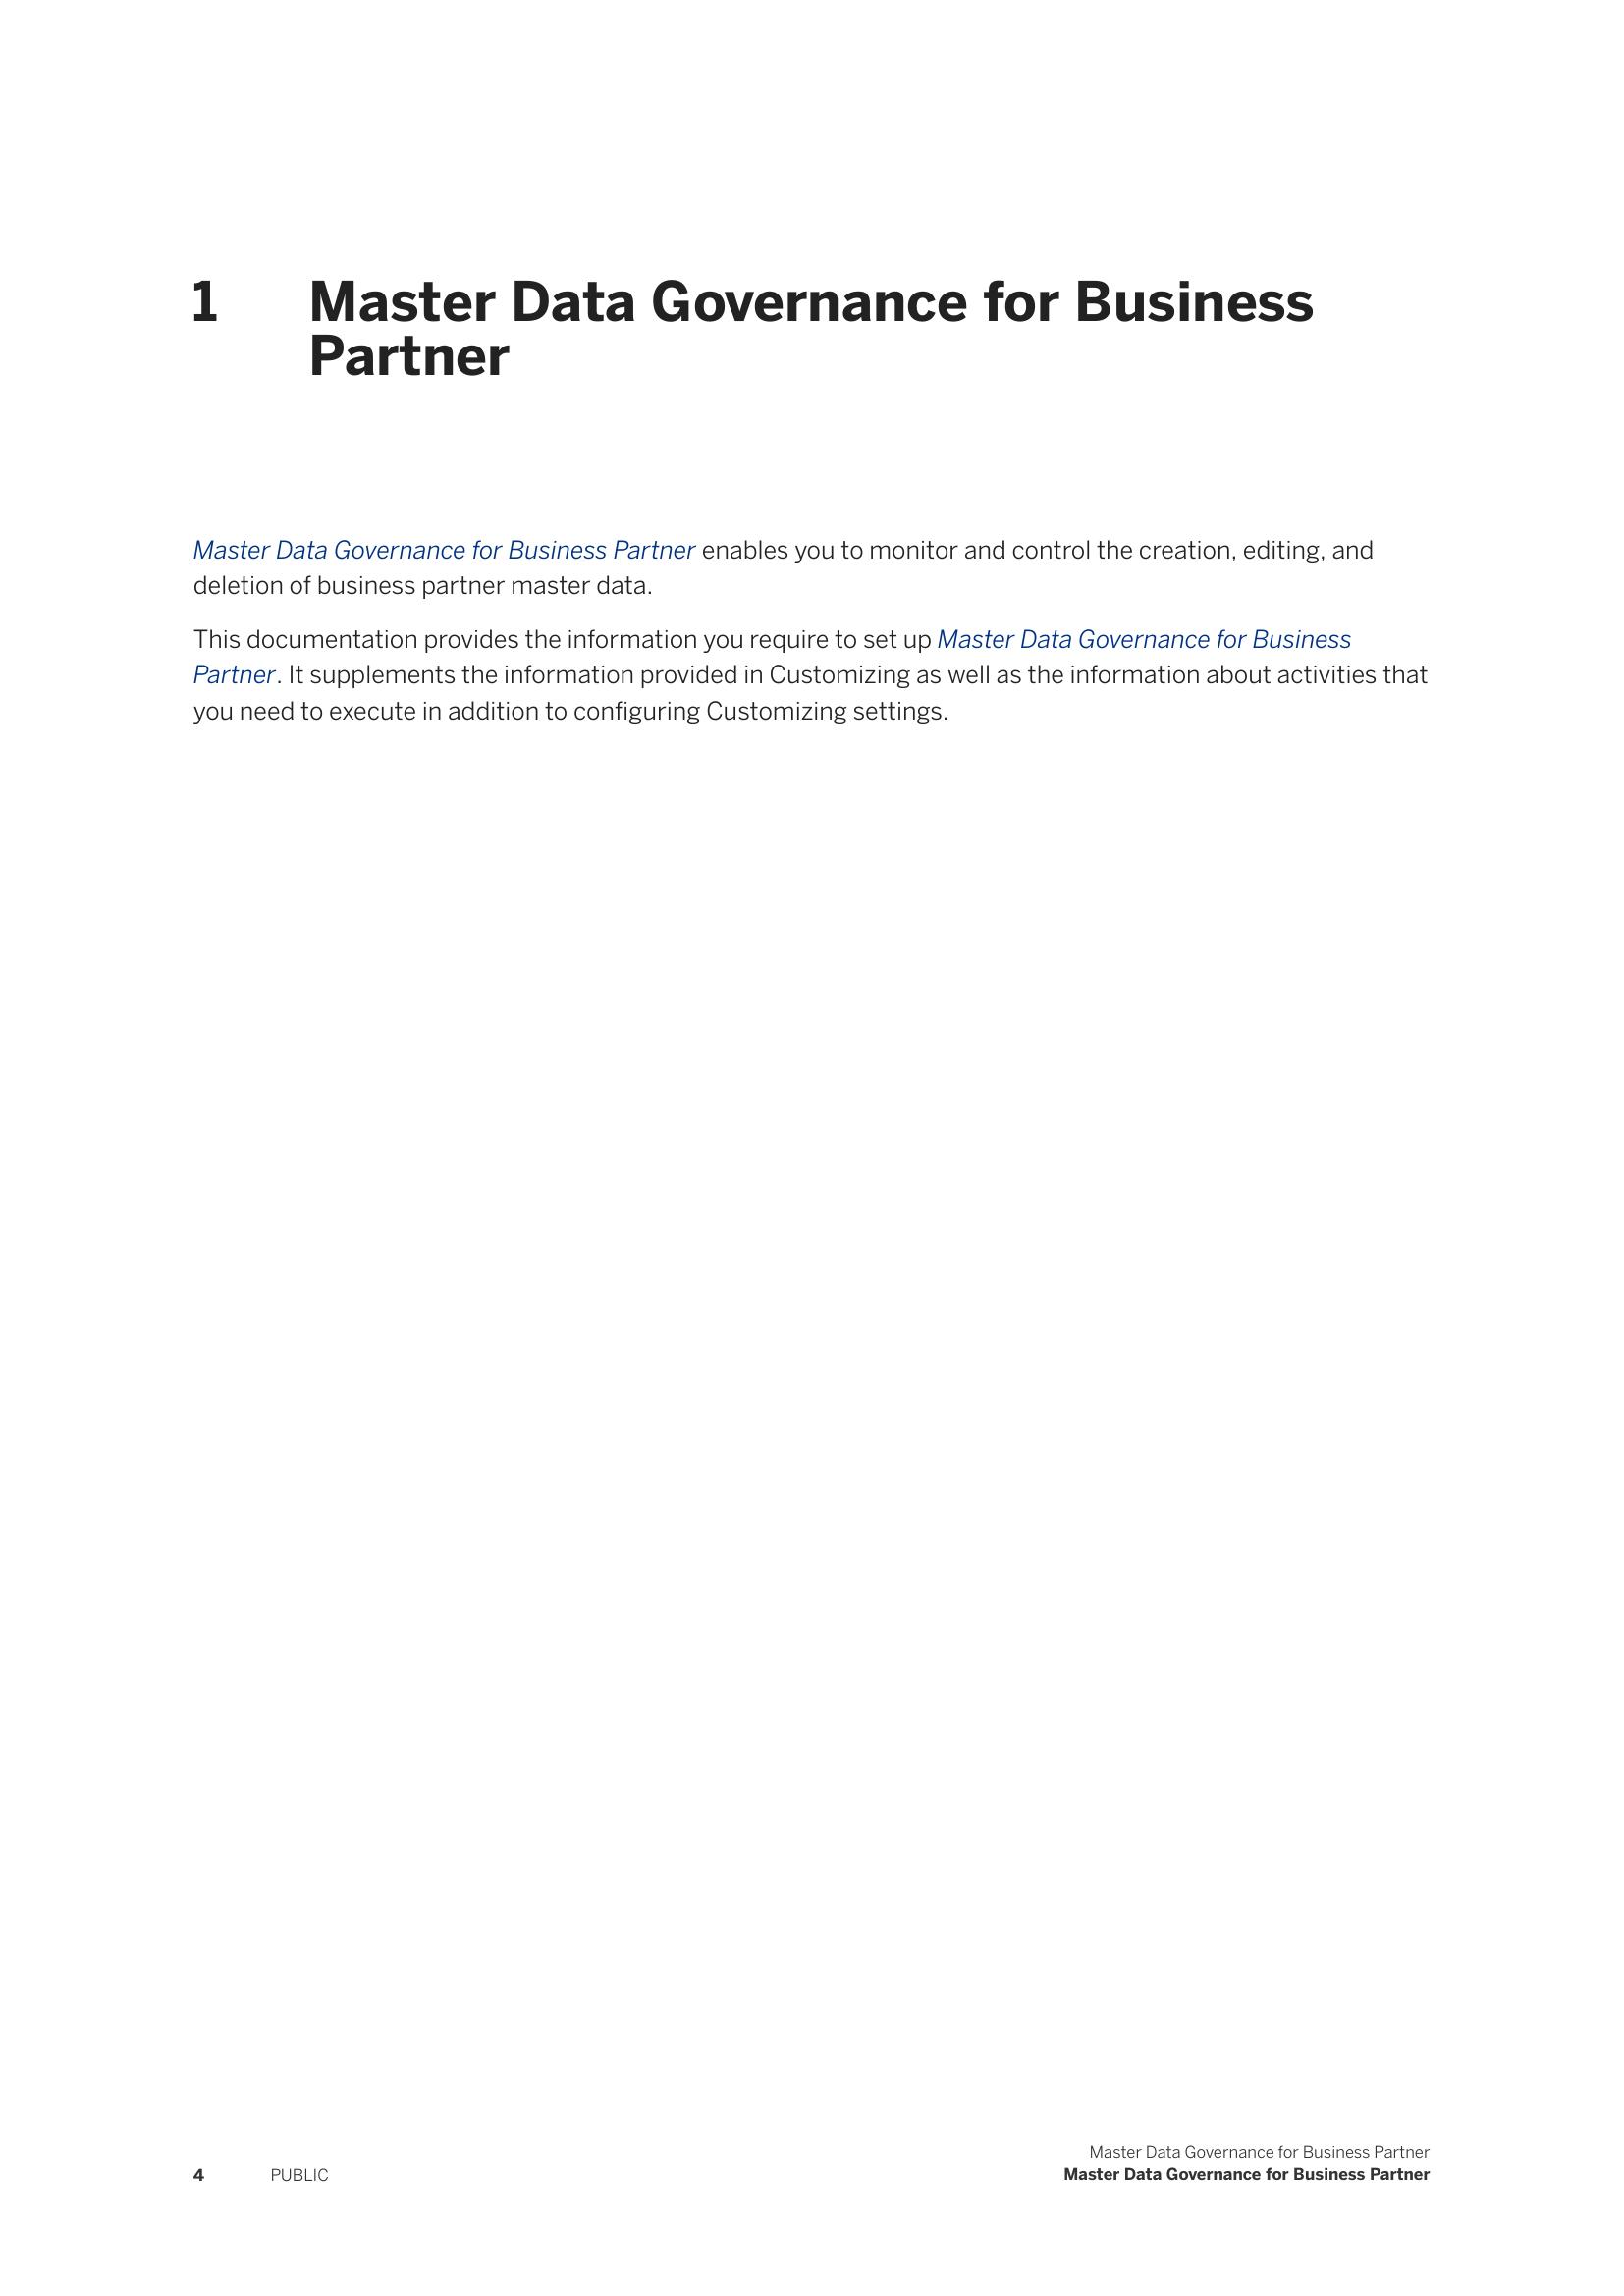 1 Master Data Governance for Business
Partner
Master Data Governance for Business Partner enables you to monitor and control the creation, editing, and
deletion of business partner master data.
This documentation provides the information you require to set up Master Data Governance for Business
Partner. It supplements the information provided in Customizing as well as the information about activities that
you need to execute in addition to configuring Customizing settings.
Master Data Governance for Business Partner
4 PUBLIC Master Data Governance for Business Partner